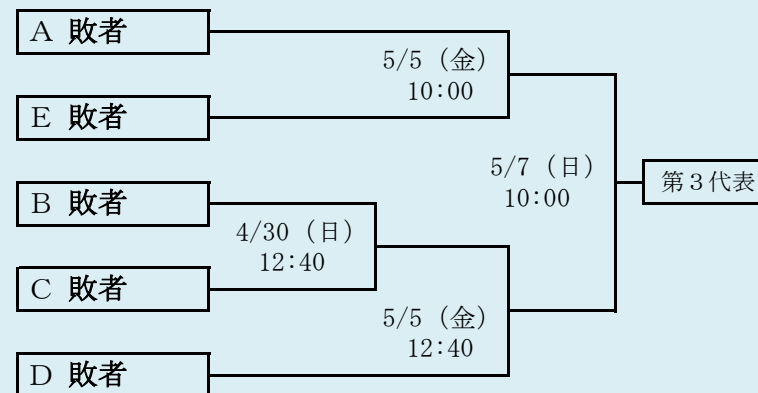 A 敗者
5/5 (金)
10:00
E 敗者
5/7 (日)
10:00
第3代表
B 敗者
4/30 (日)
12:40
C 敗者
5/5 (金)
12:40
D 敗者